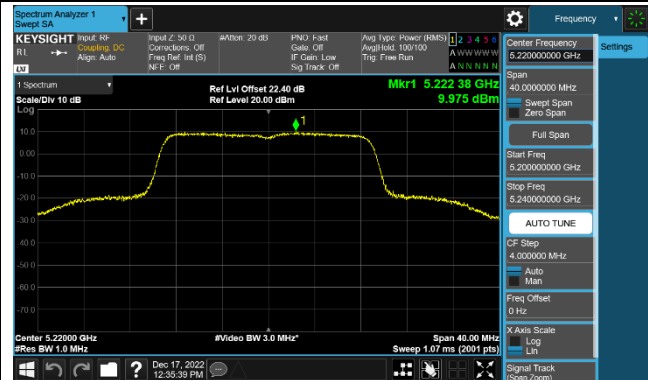 Spectrum Analyzer 1
Swept SA
Frequency
KEYSIGHT
Input: RF
Coupling: DC
Align: Auto
Input Z: 50 Ω
Corrections: Off
Freq Ref: Int (S)
NFE: Off
#Atten: 20 dB
PNO: Fast
Gate: Off
IF Gain: Low
Sig Track: Off
Avg Type: Power (RMS)
Avg|Hold: 100/100
Trig: Free Run
1 2 3 4 5 6
A W W W W W
A N N N N N
RL
LXI
1 Spectrum
Scale/Div 10 dB
Log
Ref Lvl Offset 22.40 dB
Ref Level 20.00 dBm
Mkr1 5.222 38 GHz
9.975 dBm
1
10.0
0.00
-10.0
-20.0
-30.0
-40.0
-50.0
-60.0
-70.0
Center 5.22000 GHz
#Res BW 1.0 MHz
#Video BW 3.0 MHz*
Span 40.00 MHz
Sweep 1.07 ms (2001 pts)
Center Frequency
5.220000000 GHz
Settings
Span
40.0000000 MHz
Swept Span
Zero Span
Full Span
Start Freq
5.200000000 GHz
Stop Freq
5.240000000 GHz
AUTO TUNE
CF Step
4.000000 MHz
Auto
Man
Freq Offset
0 Hz
X Axis Scale
Log
Lin
Signal Track
(Span Zoom)
Dec 17, 2022
12:35:39 PM